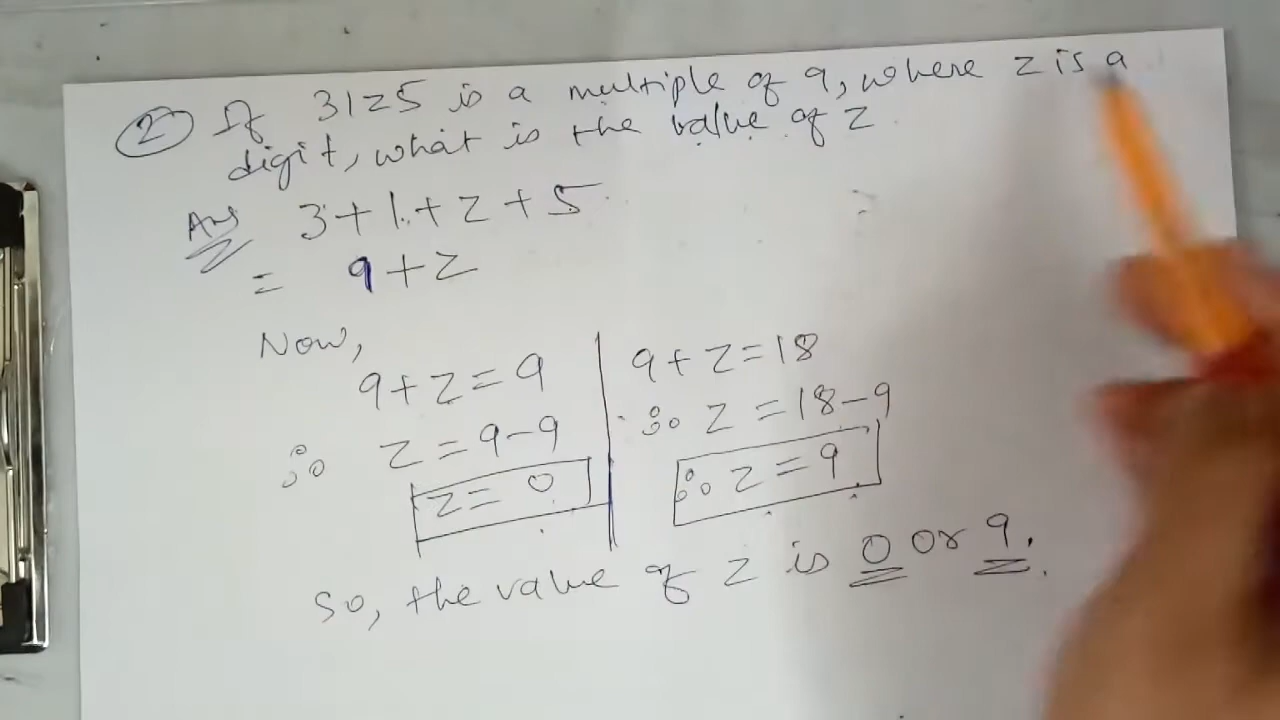 ② If 31z5 is a multiple of 9, where z is a
digit, what is the value of z
Ans 3+1+z+5
= 9+z
Now,
9+z=9
∴ z=9-9
z= 0
9+z=18
∴ z=18-9
∴ z=9
So, the value of z is 0 or 9.